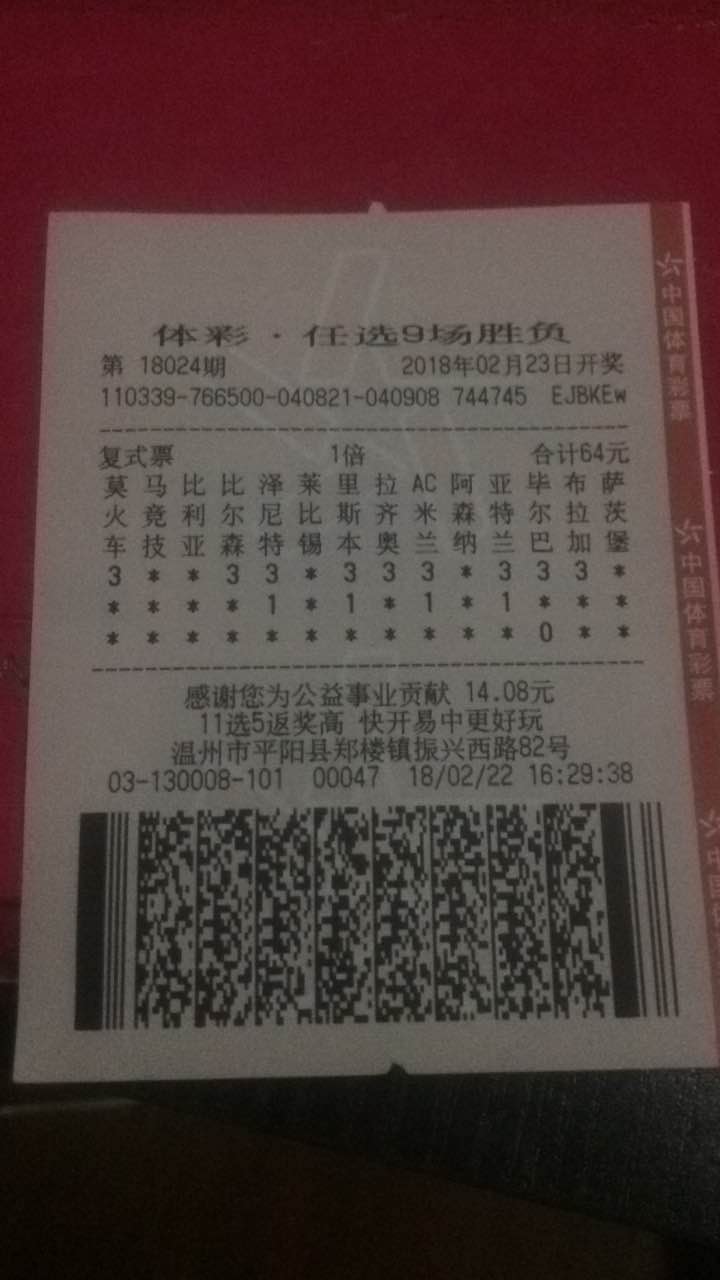 体彩·任选9场胜负
第 18024期 2018年02月23日开奖
110339-766500-040821-040908 744745 EJBKEw
复式票 1倍 合计64元
莫 马 比 比 泽 莱 里 拉 AC 阿 亚 毕 布 萨
火 竞 利 尔 尼 比 斯 齐 米 森 特 尔 拉 茨
车 技 亚 森 特 锡 本 奥 兰 纳 兰 巴 加 堡
3 * * 3 3 * 3 3 3 * 3 3 3 *
* * * * 1 * 1 * 1 * 1 * * *
* * * * * * * * * * * 0 * *
感谢您为公益事业贡献 14.08元
11选5返奖高 快开易中更好玩
温州市平阳县郑楼镇振兴西路82号
03-130008-101 00047 18/02/22 16:29:38
中国体育彩票
中国体育彩票
中国